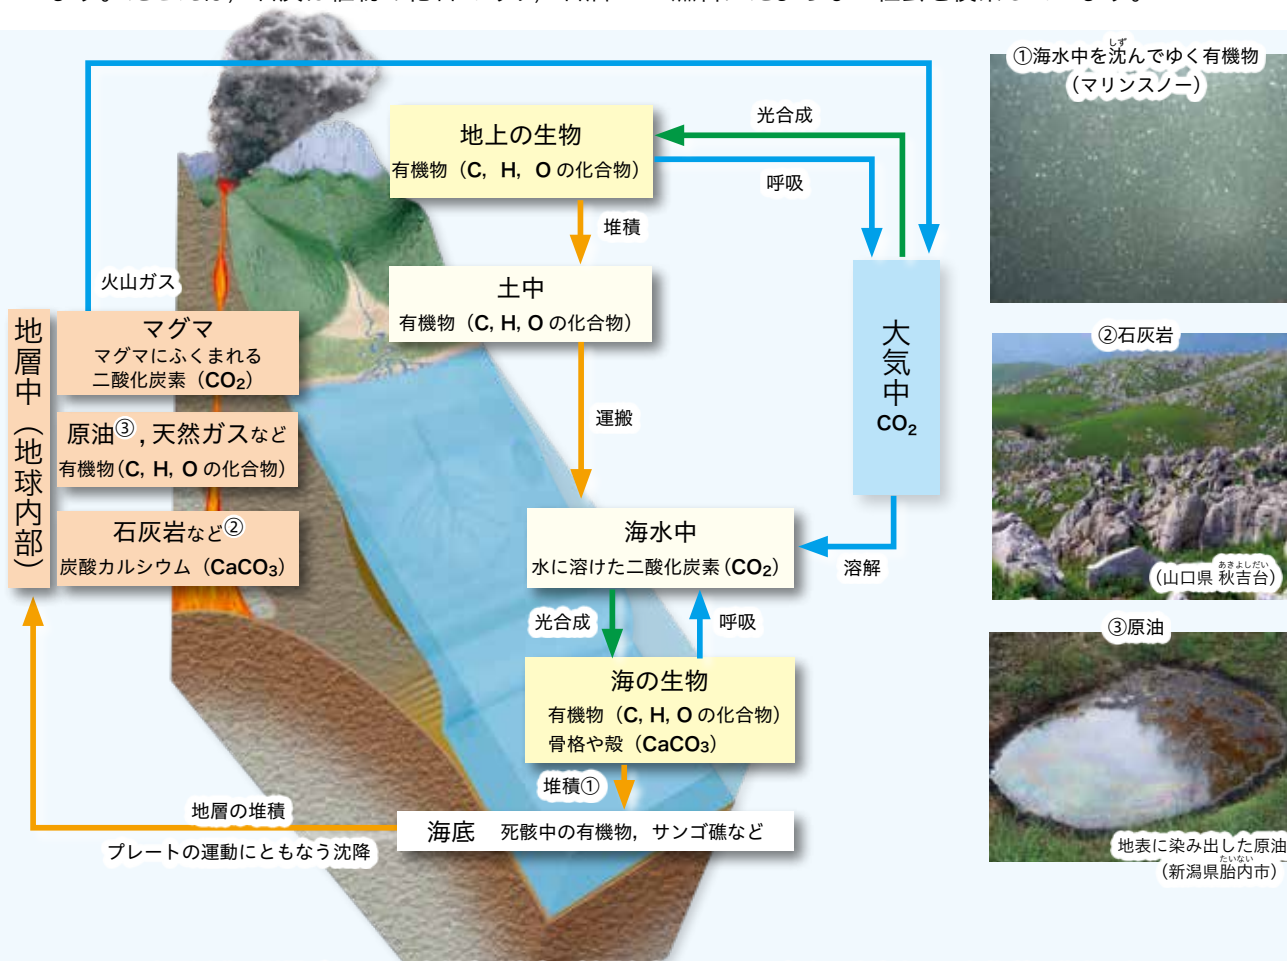 ①海水中を沈んでゆく有機物
しず
（マリンスノー）
地上の生物
有機物（C, H, O の化合物）
光合成
呼吸
堆積
土中
有機物（C, H, O の化合物）
火山ガス
地層中（地球内部）
マグマ
マグマにふくまれる
二酸化炭素（CO₂）
原油③, 天然ガスなど
有機物（C, H, O の化合物）
石灰岩など②
炭酸カルシウム（CaCO₃）
運搬
大気中
CO₂
海水中
水に溶けた二酸化炭素（CO₂）
溶解
光合成
呼吸
海の生物
有機物（C, H, O の化合物）
骨格や殻（CaCO₃）
堆積①
海底 死骸中の有機物，サンゴ礁など
地層の堆積
プレートの運動にともなう沈降
②石灰岩
あきよしだい
（山口県 秋吉台）
③原油
地表に染み出した原油
たいない
（新潟県胎内市）